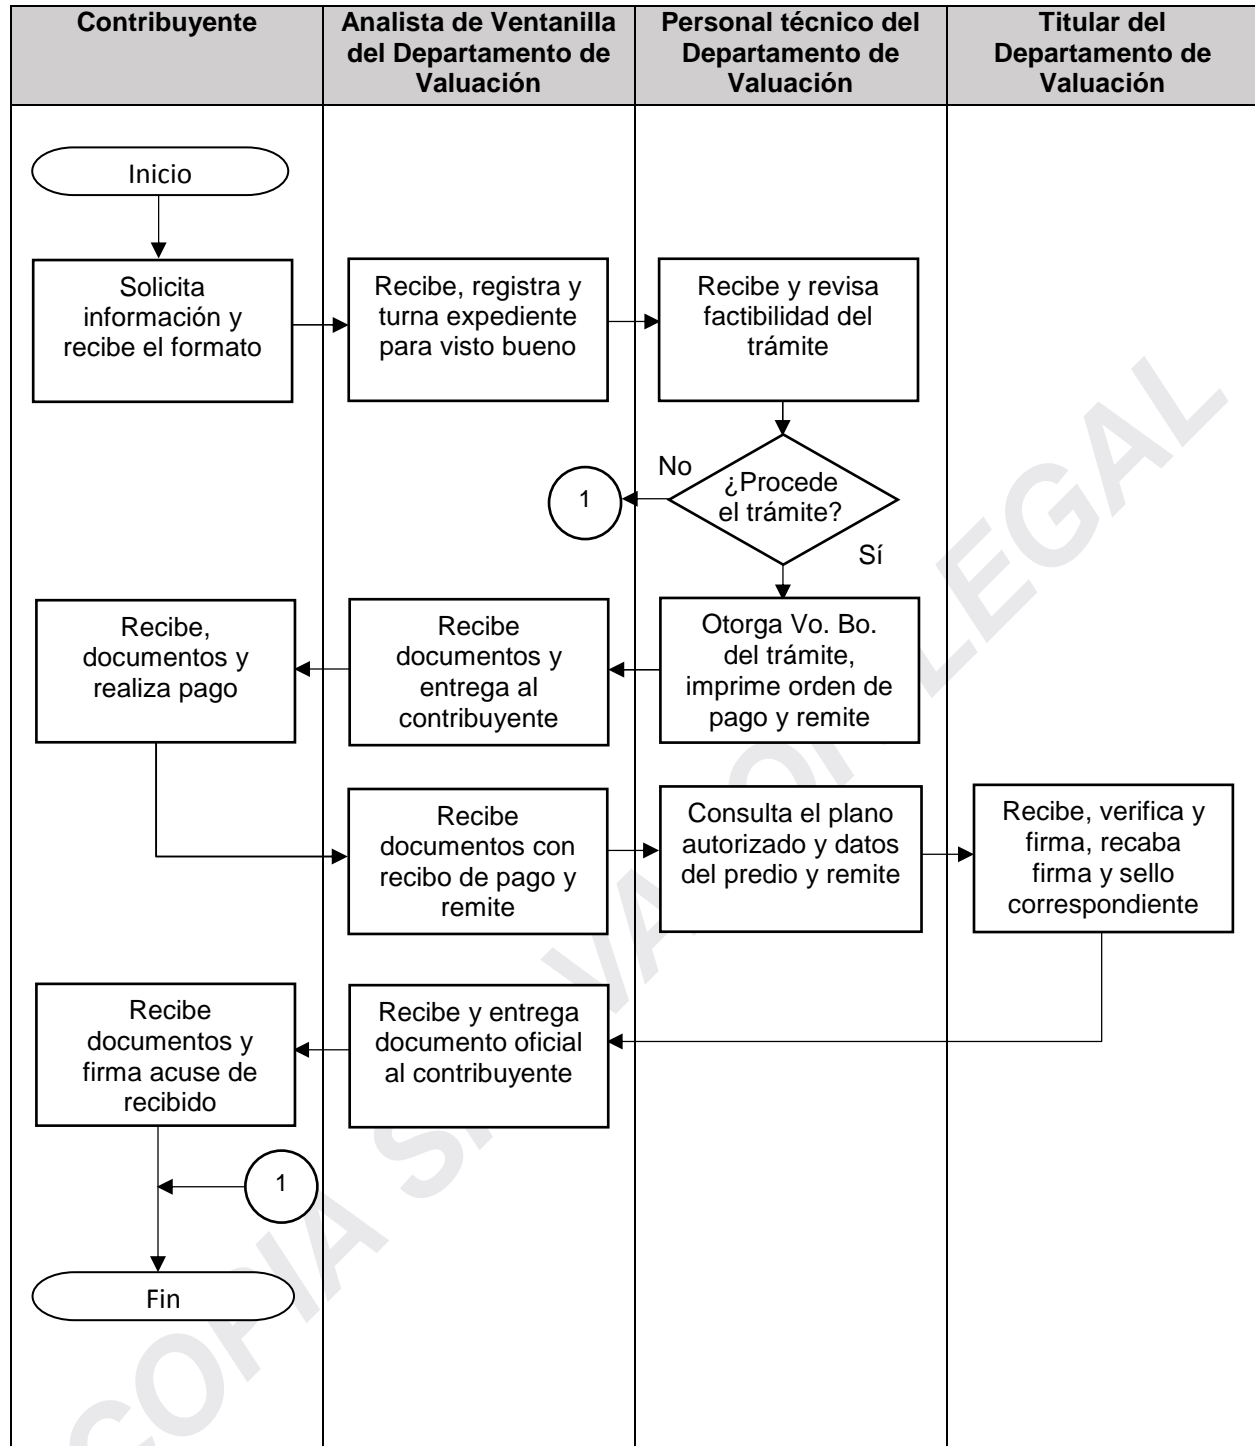 Contribuyente
Analista de Ventanilla
del Departamento de
Valuación
Personal técnico del
Departamento de
Valuación
Titular del
Departamento de
Valuación
Inicio
Solicita
información y
recibe el formato
Recibe, registra y
turna expediente
para visto bueno
Recibe y revisa
factibilidad del
trámite
No
1
¿Procede
el trámite?
Sí
Recibe,
documentos y
realiza pago
Recibe
documentos y
entrega al
contribuyente
Otorga Vo. Bo.
del trámite,
imprime orden de
pago y remite
Recibe
documentos con
recibo de pago y
remite
Consulta el plano
autorizado y datos
del predio y remite
Recibe, verifica y
firma, recaba
firma y sello
correspondiente
Recibe
documentos y
firma acuse de
recibido
Recibe y entrega
documento oficial
al contribuyente
1
Fin
COPIA SIN VALOR LEGAL